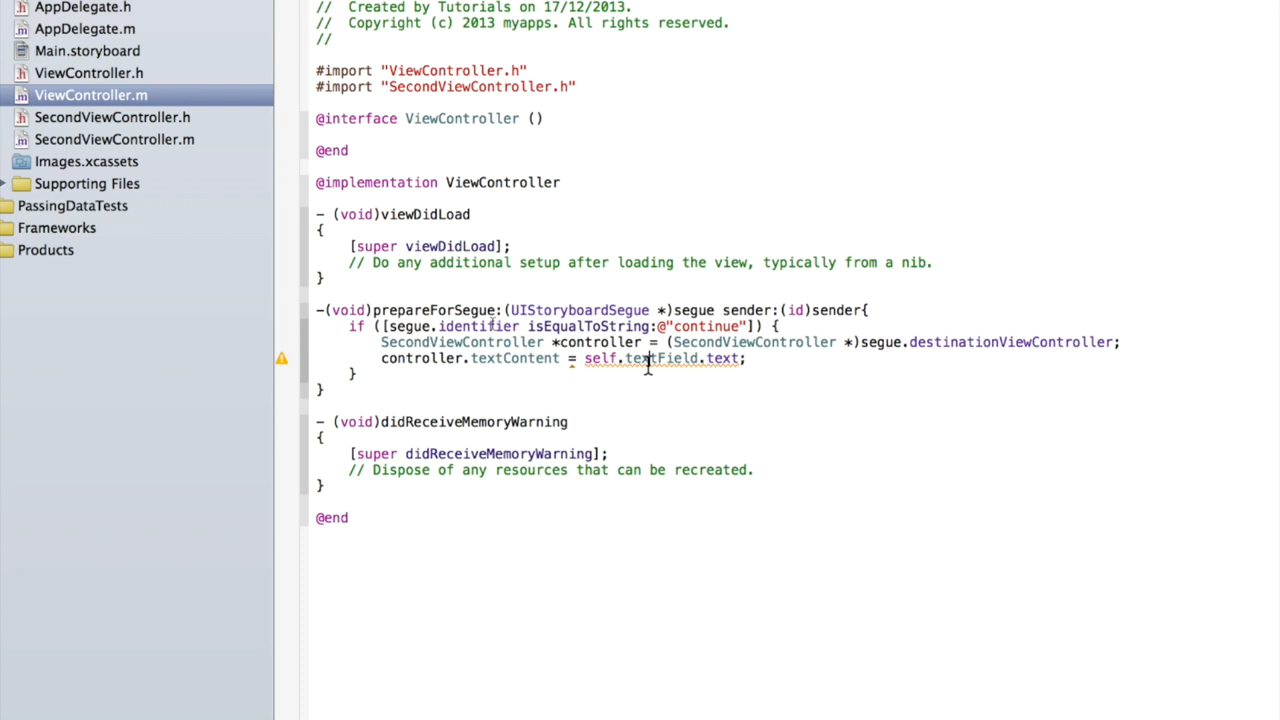 AppDelegate.h
AppDelegate.m
Main.storyboard
ViewController.h
ViewController.m
SecondViewController.h
SecondViewController.m
Images.xcassets
Supporting Files
PassingDataTests
Frameworks
Products
//  Created by Tutorials on 17/12/2013.
//  Copyright (c) 2013 myapps. All rights reserved.
//
#import "ViewController.h"
#import "SecondViewController.h"
@interface ViewController ()
@end
@implementation ViewController
- (void)viewDidLoad
{
    [super viewDidLoad];
    // Do any additional setup after loading the view, typically from a nib.
}
-(void)prepareForSegue:(UIStoryboardSegue *)segue sender:(id)sender{
    if ([segue.identifier isEqualToString:@"continue"]) {
        SecondViewController *controller = (SecondViewController *)segue.destinationViewController;
        controller.textContent = self.textField.text;
    }
}
- (void)didReceiveMemoryWarning
{
    [super didReceiveMemoryWarning];
    // Dispose of any resources that can be recreated.
}
@end